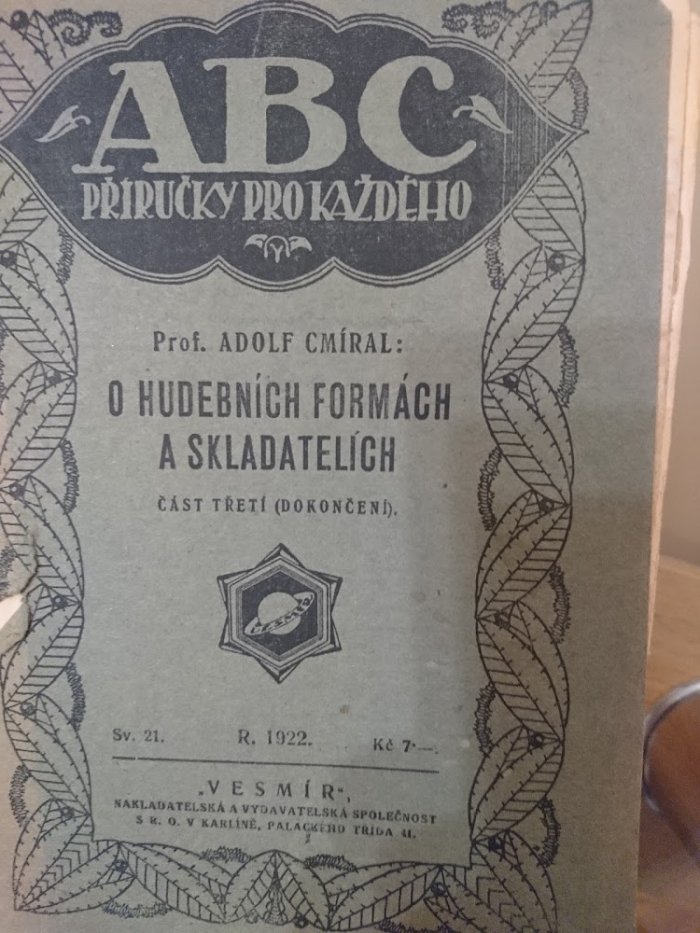 ABC
PŘÍRUČKY PRO KAŽDÉHO
Prof. ADOLF CMÍRAL:
O HUDEBNÍCH FORMÁCH
A SKLADATELÍCH
ČÁST TŘETÍ (DOKONČENÍ).
VESMÍR
Sv. 21. R. 1922. Kč 7·—.
„VESMÍR“,
NAKLADATELSKÁ A VYDAVATELSKÁ SPOLEČNOST
S R. O. V KARLÍNĚ, PALACKÉHO TŘÍDA 41.